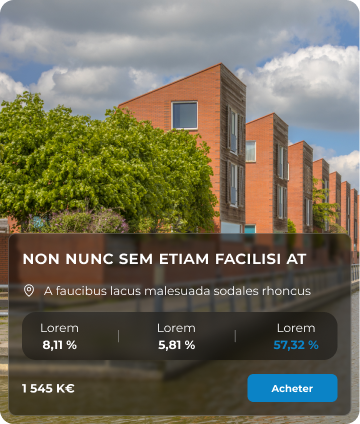 NON NUNC SEM ETIAM FACILISI AT
A faucibus lacus malesuada sodales rhoncus
Lorem Lorem Lorem
8,11 % 5,81 % 57,32 %
1 545 K€ Acheter